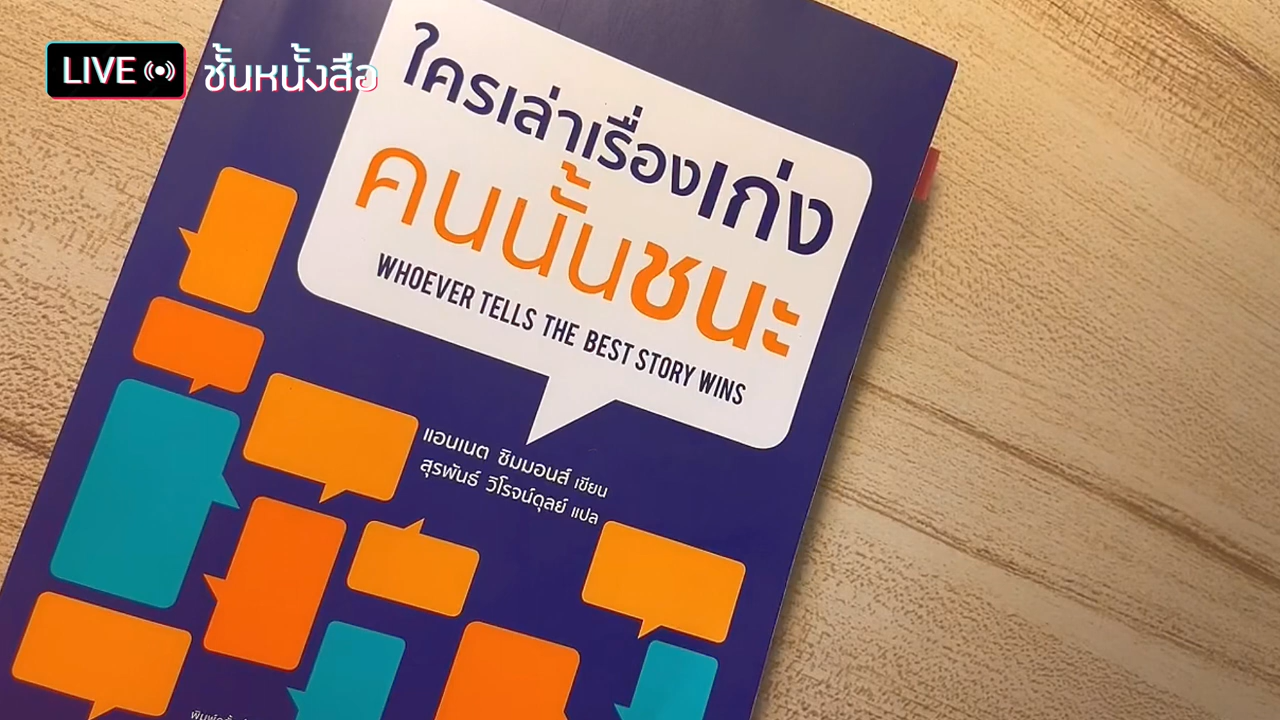 LIVE ชั้นหนังสือ
ใครเล่าเรื่องเก่ง
คนนั้นชนะ
WHOEVER TELLS THE BEST STORY WINS
แอนเนต ซิมมอนส์ เขียน
สุรพันธ์ วิโรจน์ดุลย์ แปล